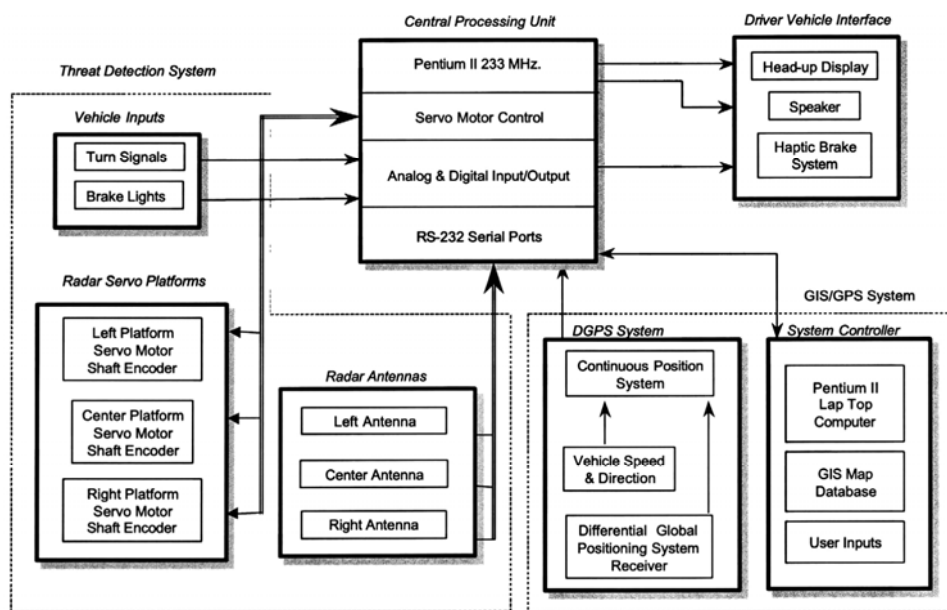 Central Processing Unit
Pentium II 233 MHz.
Servo Motor Control
Analog & Digital Input/Output
RS-232 Serial Ports
Driver Vehicle Interface
Head-up Display
Speaker
Haptic Brake
System
Threat Detection System
Vehicle Inputs
Turn Signals
Brake Lights
Radar Servo Platforms
Left Platform
Servo Motor
Shaft Encoder
Center Platform
Servo Motor
Shaft Encoder
Right Platform
Servo Motor
Shaft Encoder
Radar Antennas
Left Antenna
Center Antenna
Right Antenna
GIS/GPS System
DGPS System
Continuous Position
System
Vehicle Speed
& Direction
Differential Global
Positioning System
Receiver
System Controller
Pentium II
Lap Top
Computer
GIS Map
Database
User Inputs